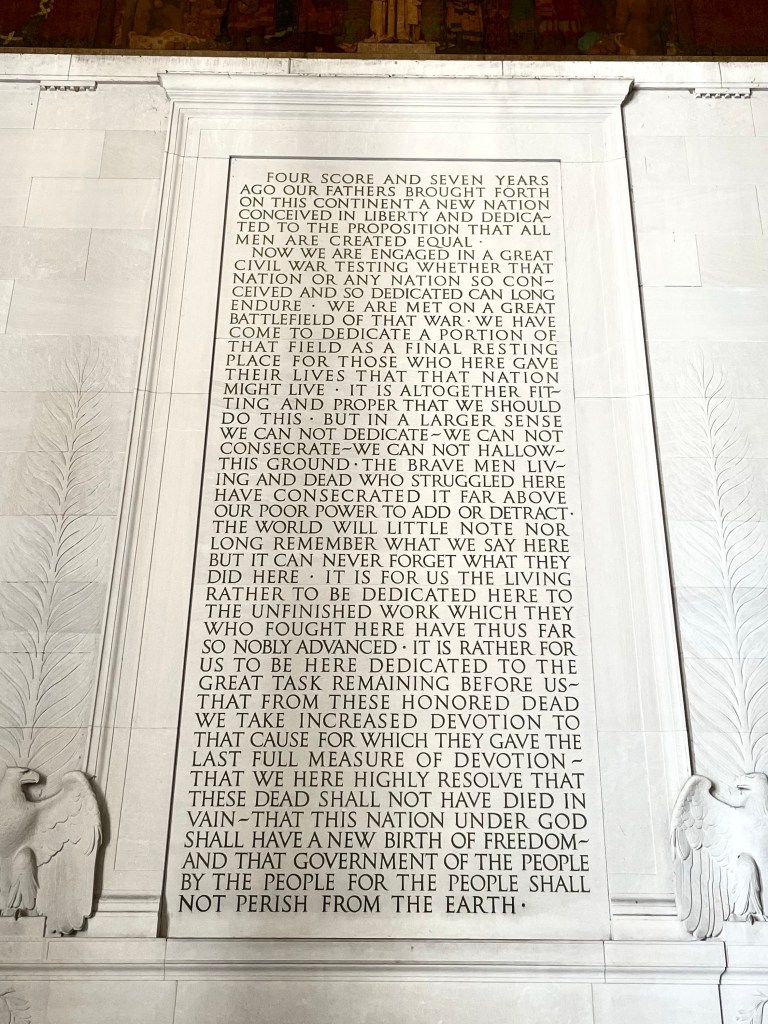 FOUR SCORE AND SEVEN YEARS
AGO OUR FATHERS BROUGHT FORTH
ON THIS CONTINENT A NEW NATION
CONCEIVED IN LIBERTY AND DEDICA~
TED TO THE PROPOSITION THAT ALL
MEN ARE CREATED EQUAL ·
NOW WE ARE ENGAGED IN A GREAT
CIVIL WAR TESTING WHETHER THAT
NATION OR ANY NATION SO CON~
CEIVED AND SO DEDICATED CAN LONG
ENDURE · WE ARE MET ON A GREAT
BATTLEFIELD OF THAT WAR · WE HAVE
COME TO DEDICATE A PORTION OF
THAT FIELD AS A FINAL RESTING
PLACE FOR THOSE WHO HERE GAVE
THEIR LIVES THAT THAT NATION
MIGHT LIVE · IT IS ALTOGETHER FIT~
TING AND PROPER THAT WE SHOULD
DO THIS · BUT IN A LARGER SENSE
WE CAN NOT DEDICATE~WE CAN NOT
CONSECRATE~WE CAN NOT HALLOW~
THIS GROUND · THE BRAVE MEN LIV~
ING AND DEAD WHO STRUGGLED HERE
HAVE CONSECRATED IT FAR ABOVE
OUR POOR POWER TO ADD OR DETRACT ·
THE WORLD WILL LITTLE NOTE NOR
LONG REMEMBER WHAT WE SAY HERE
BUT IT CAN NEVER FORGET WHAT THEY
DID HERE · IT IS FOR US THE LIVING
RATHER TO BE DEDICATED HERE TO
THE UNFINISHED WORK WHICH THEY
WHO FOUGHT HERE HAVE THUS FAR
SO NOBLY ADVANCED · IT IS RATHER FOR
US TO BE HERE DEDICATED TO THE
GREAT TASK REMAINING BEFORE US~
THAT FROM THESE HONORED DEAD
WE TAKE INCREASED DEVOTION TO
THAT CAUSE FOR WHICH THEY GAVE THE
LAST FULL MEASURE OF DEVOTION ~
THAT WE HERE HIGHLY RESOLVE THAT
THESE DEAD SHALL NOT HAVE DIED IN
VAIN~THAT THIS NATION UNDER GOD
SHALL HAVE A NEW BIRTH OF FREEDOM~
AND THAT GOVERNMENT OF THE PEOPLE
BY THE PEOPLE FOR THE PEOPLE SHALL
NOT PERISH FROM THE EARTH ·